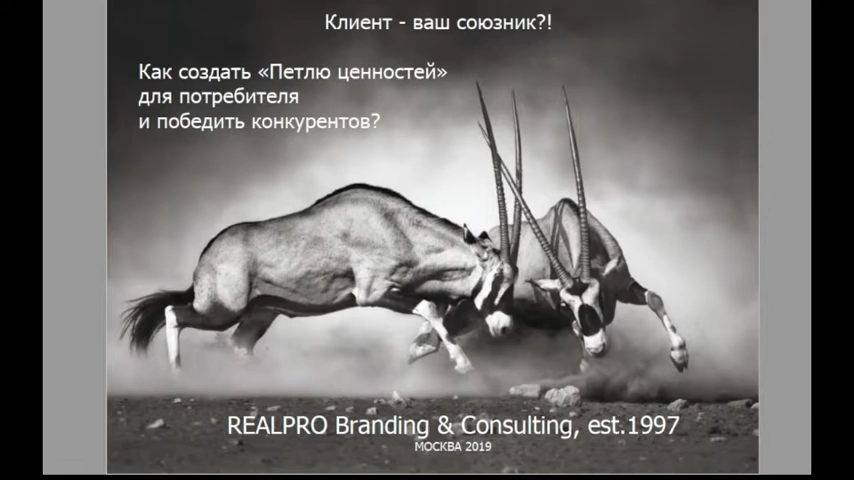 Клиент - ваш союзник?!
Как создать «Петлю ценностей»
для потребителя
и победить конкурентов?
REALPRO Branding & Consulting, est.1997
МОСКВА 2019